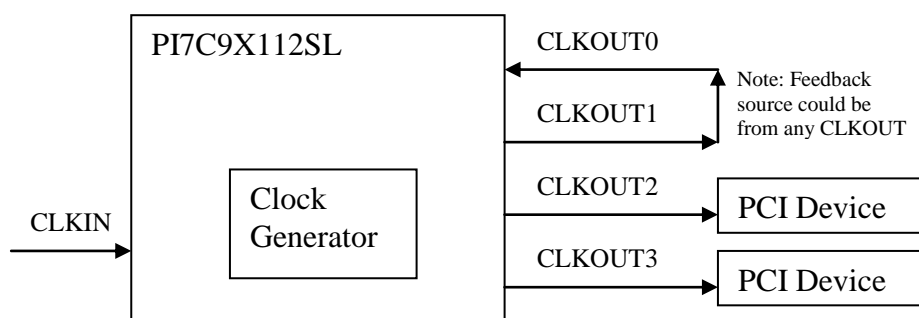 PI7C9X112SL
CLKOUT0
Note: Feedback
source could be
from any CLKOUT
CLKOUT1
CLKIN
Clock
Generator
CLKOUT2
PCI Device
CLKOUT3
PCI Device